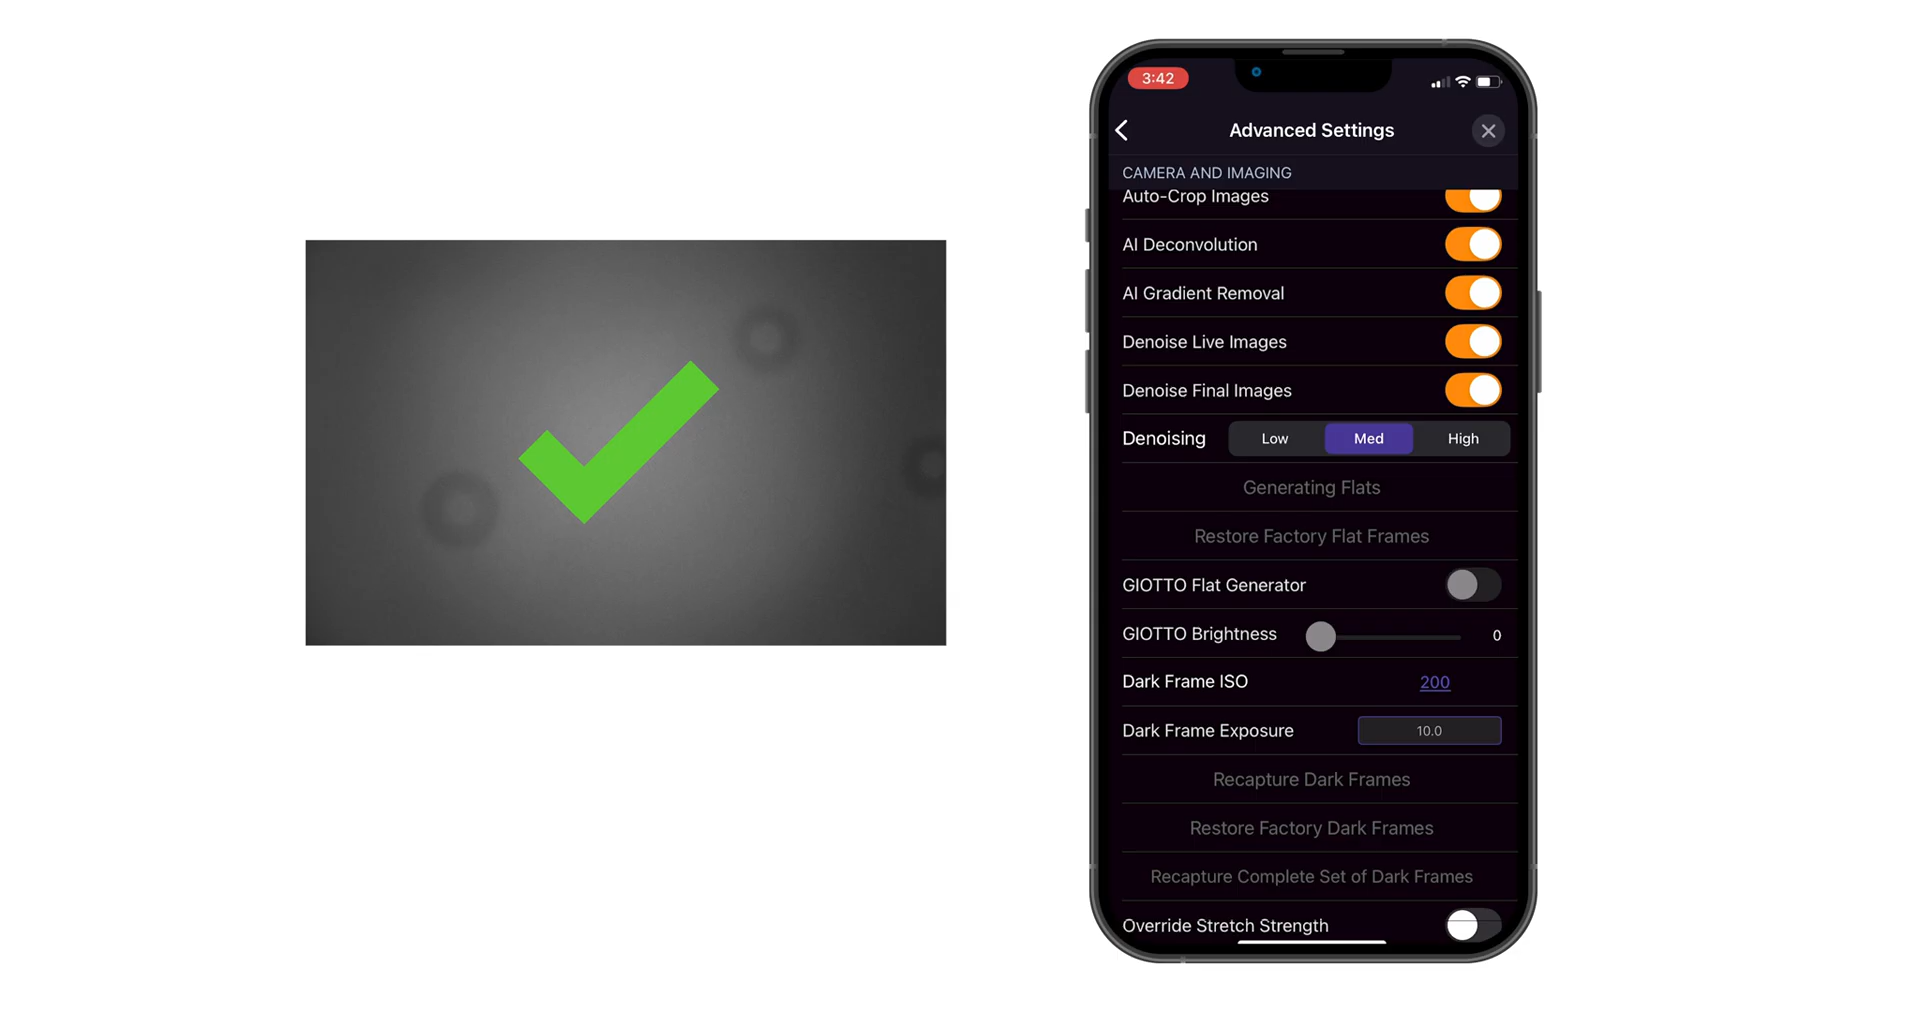 3:42
Advanced Settings
CAMERA AND IMAGING
Auto-Crop Images
AI Deconvolution
AI Gradient Removal
Denoise Live Images
Denoise Final Images
Denoising Low Med High
Generating Flats
Restore Factory Flat Frames
GIOTTO Flat Generator
GIOTTO Brightness 0
Dark Frame ISO 200
Dark Frame Exposure 10.0
Recapture Dark Frames
Restore Factory Dark Frames
Recapture Complete Set of Dark Frames
Override Stretch Strength